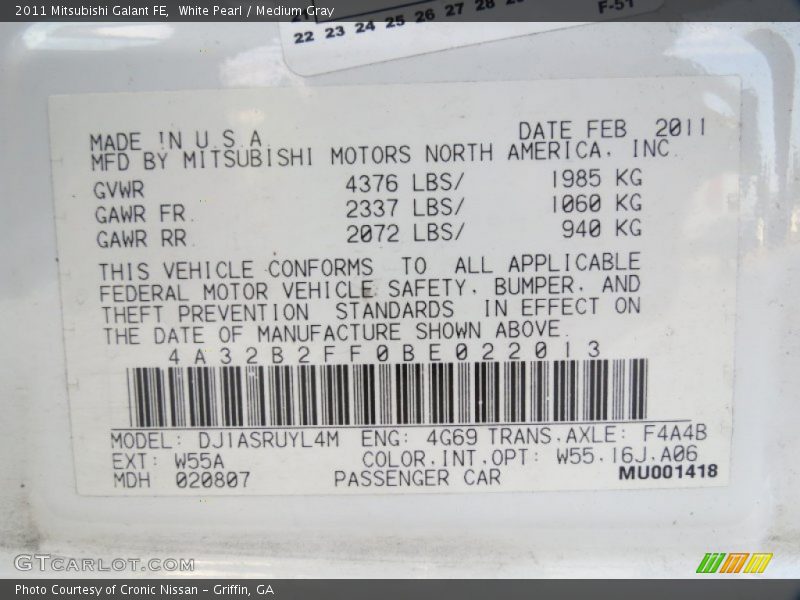 2011 Mitsubishi Galant FE, White Pearl / Medium Gray
22 23 24 25 26 27 28
F-51
MADE IN U.S.A. DATE FEB 2011
MFD BY MITSUBISHI MOTORS NORTH AMERICA, INC.
GVWR 4376 LBS/ 1985 KG
GAWR FR. 2337 LBS/ 1060 KG
GAWR RR. 2072 LBS/ 940 KG
THIS VEHICLE CONFORMS TO ALL APPLICABLE
FEDERAL MOTOR VEHICLE SAFETY, BUMPER, AND
THEFT PREVENTION STANDARDS IN EFFECT ON
THE DATE OF MANUFACTURE SHOWN ABOVE.
4A32B2FF0BE022013
MODEL: DJ1ASRUYL4M ENG: 4G69 TRANS.AXLE: F4A4B
EXT: W55A COLOR.INT.OPT: W55.16J.A06
MDH 020807 PASSENGER CAR MU001418
GTCARLOT.COM
Photo Courtesy of Cronic Nissan - Griffin, GA